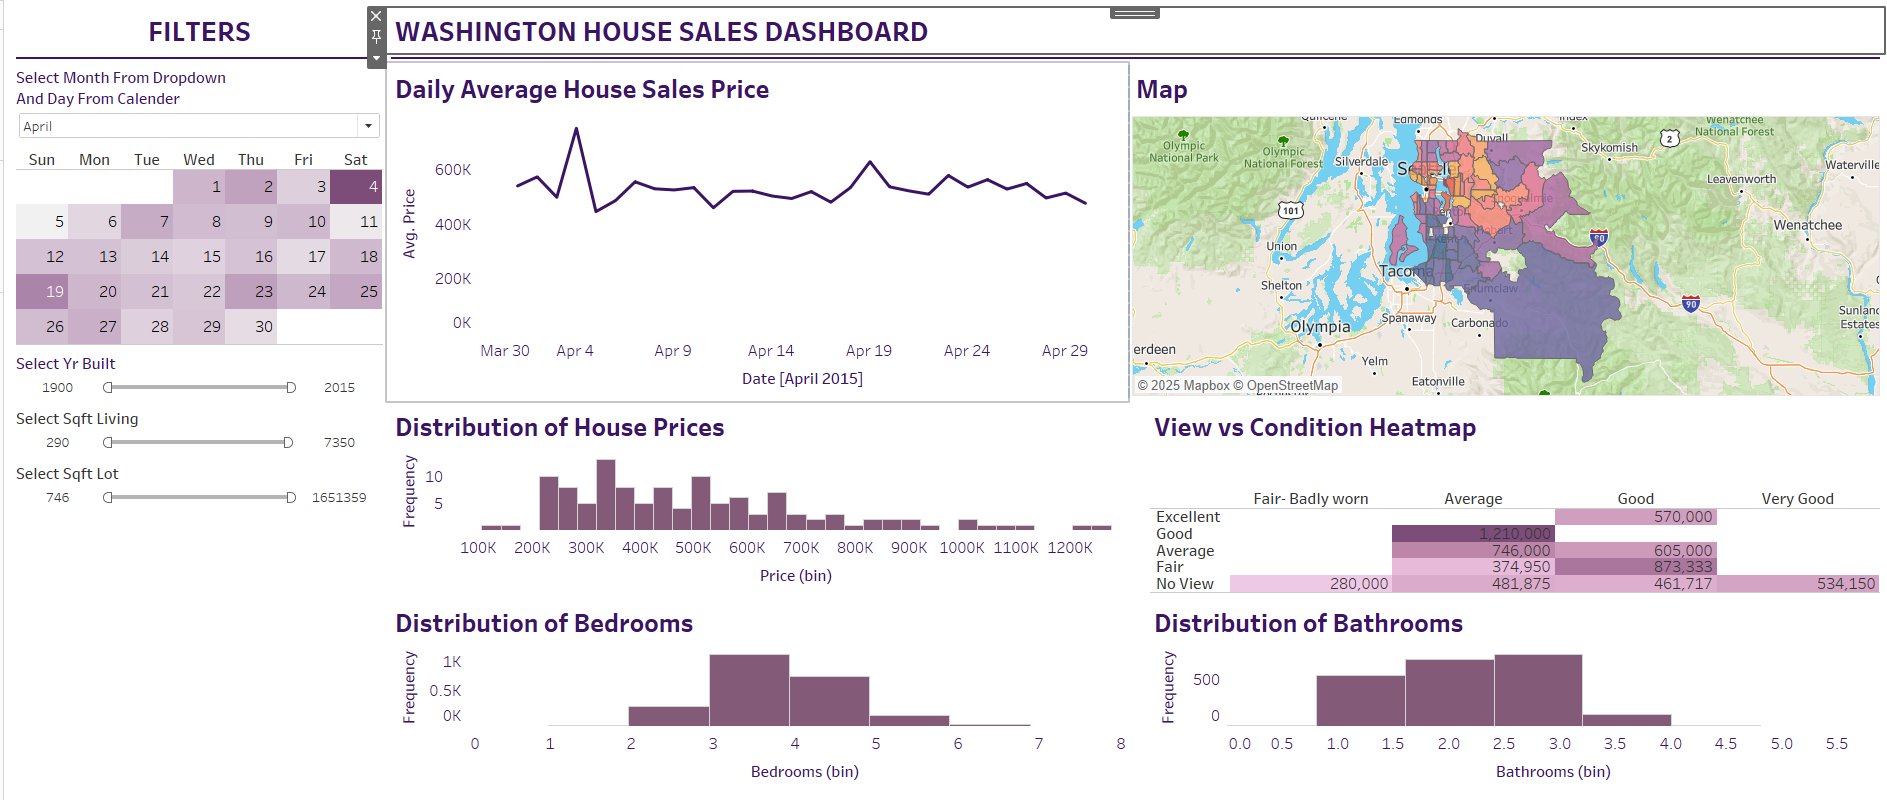 FILTERS
Select Month From Dropdown
And Day From Calender
April
Sun Mon Tue Wed Thu Fri Sat
1 2 3 4
5 6 7 8 9 10 11
12 13 14 15 16 17 18
19 20 21 22 23 24 25
26 27 28 29 30
Select Yr Built
1900 2015
Select Sqft Living
290 7350
Select Sqft Lot
746 1651359
WASHINGTON HOUSE SALES DASHBOARD
Daily Average House Sales Price
Avg. Price
600K
400K
200K
0K
Mar 30 Apr 4 Apr 9 Apr 14 Apr 19 Apr 24 Apr 29
Date [April 2015]
Map
Edmonds
Duvall
Wenatchee
National Forest
2
Olympic
National Park
Olympic
National Forest
Silverdale
Skykomish
Waterville
Leavenworth
101
Wenatchee
Union
90
Tacoma
Enumclaw
Shelton
90
Spanaway
Carbonado
Olympia
Sunland
Estates
Yelm
Eatonville
© 2025 Mapbox © OpenStreetMap
Distribution of House Prices
Frequency
10
5
100K 200K 300K 400K 500K 600K 700K 800K 900K 1000K 1100K 1200K
Price (bin)
View vs Condition Heatmap
Fair- Badly worn Average Good Very Good
Excellent 570,000
Good 1,210,000
Average 746,000 605,000
Fair 374,950 873,333
No View 280,000 481,875 461,717 534,150
Distribution of Bedrooms
Frequency
1K
0.5K
0K
0 1 2 3 4 5 6 7 8
Bedrooms (bin)
Distribution of Bathrooms
Frequency
500
0
0.0 0.5 1.0 1.5 2.0 2.5 3.0 3.5 4.0 4.5 5.0 5.5
Bathrooms (bin)